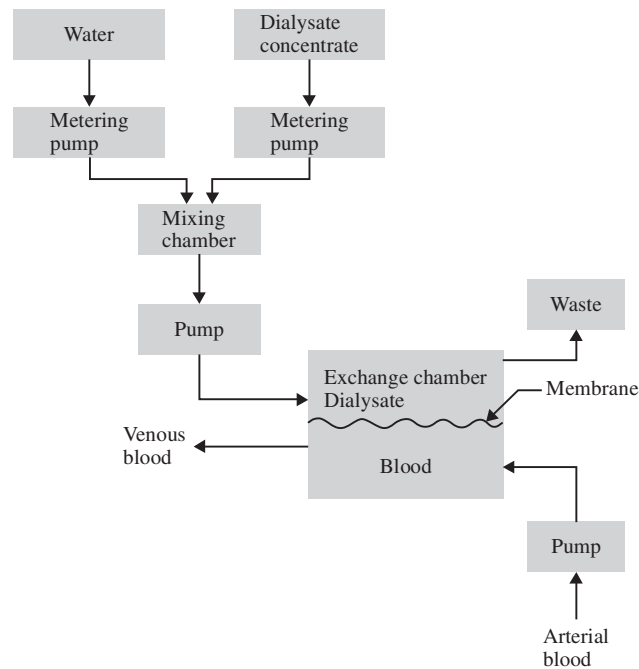 Water
Dialysate
concentrate
Metering
pump
Metering
pump
Mixing
chamber
Pump
Waste
Exchange chamber
Dialysate
Membrane
Venous
blood
Blood
Pump
Arterial
blood